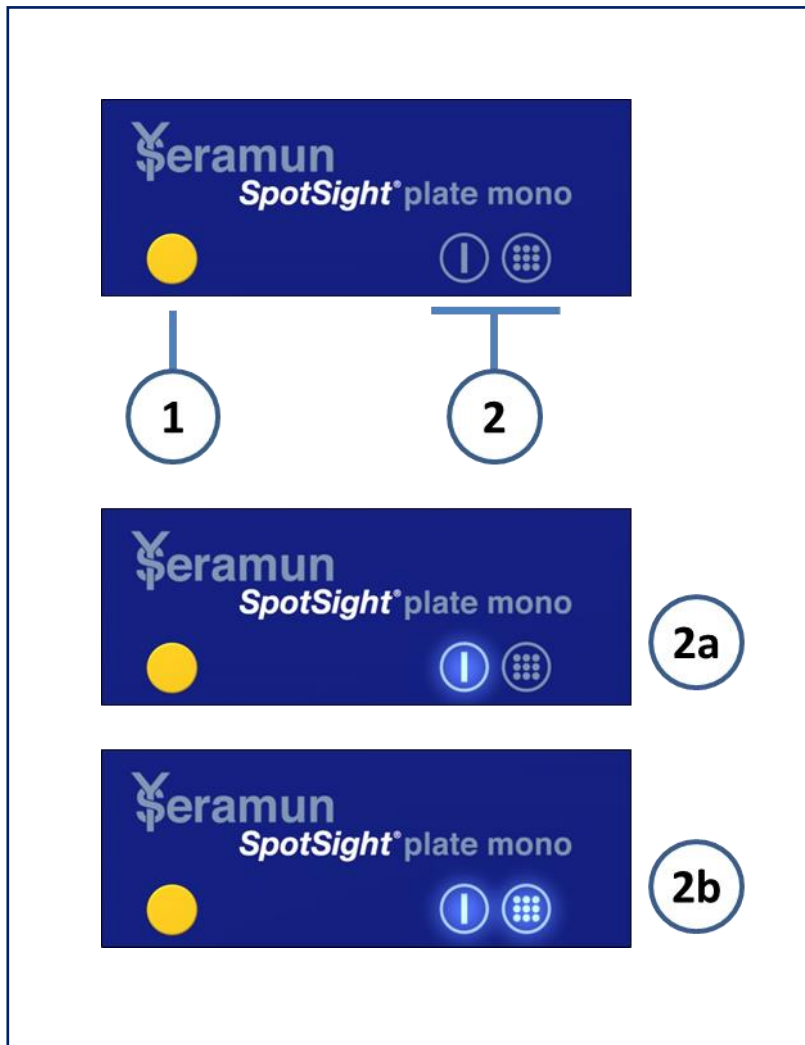 Seramun
SpotSight® plate mono
1
2
Seramun
SpotSight® plate mono
2a
Seramun
SpotSight® plate mono
2b